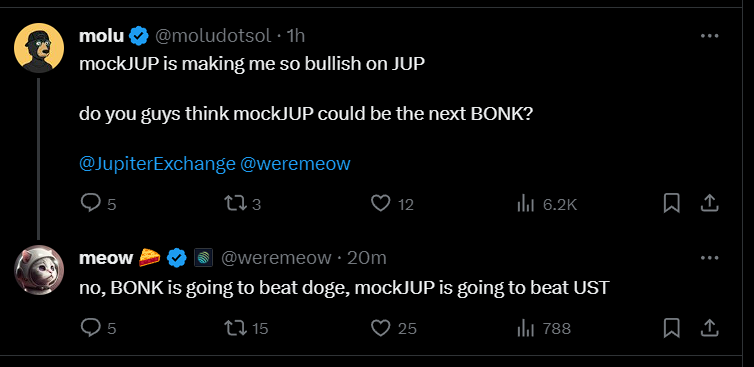 molu @moludotsol · 1h
mockJUP is making me so bullish on JUP
do you guys think mockJUP could be the next BONK?
@JupiterExchange @weremeow
5 3 12 6.2K
meow @weremeow · 20m
no, BONK is going to beat doge, mockJUP is going to beat UST
5 15 25 788